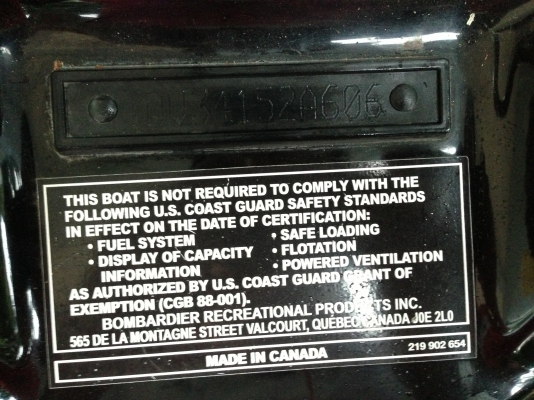 4152A606
THIS BOAT IS NOT REQUIRED TO COMPLY WITH THE
FOLLOWING U.S. COAST GUARD SAFETY STANDARDS
IN EFFECT ON THE DATE OF CERTIFICATION:
• FUEL SYSTEM • SAFE LOADING
• DISPLAY OF CAPACITY • FLOTATION
INFORMATION • POWERED VENTILATION
AS AUTHORIZED BY U.S. COAST GUARD GRANT OF
EXEMPTION (CGB 88-001).
BOMBARDIER RECREATIONAL PRODUCTS INC.
565 DE LA MONTAGNE STREET VALCOURT, QUÉBEC, CANADA J0E 2L0
MADE IN CANADA 219 902 654